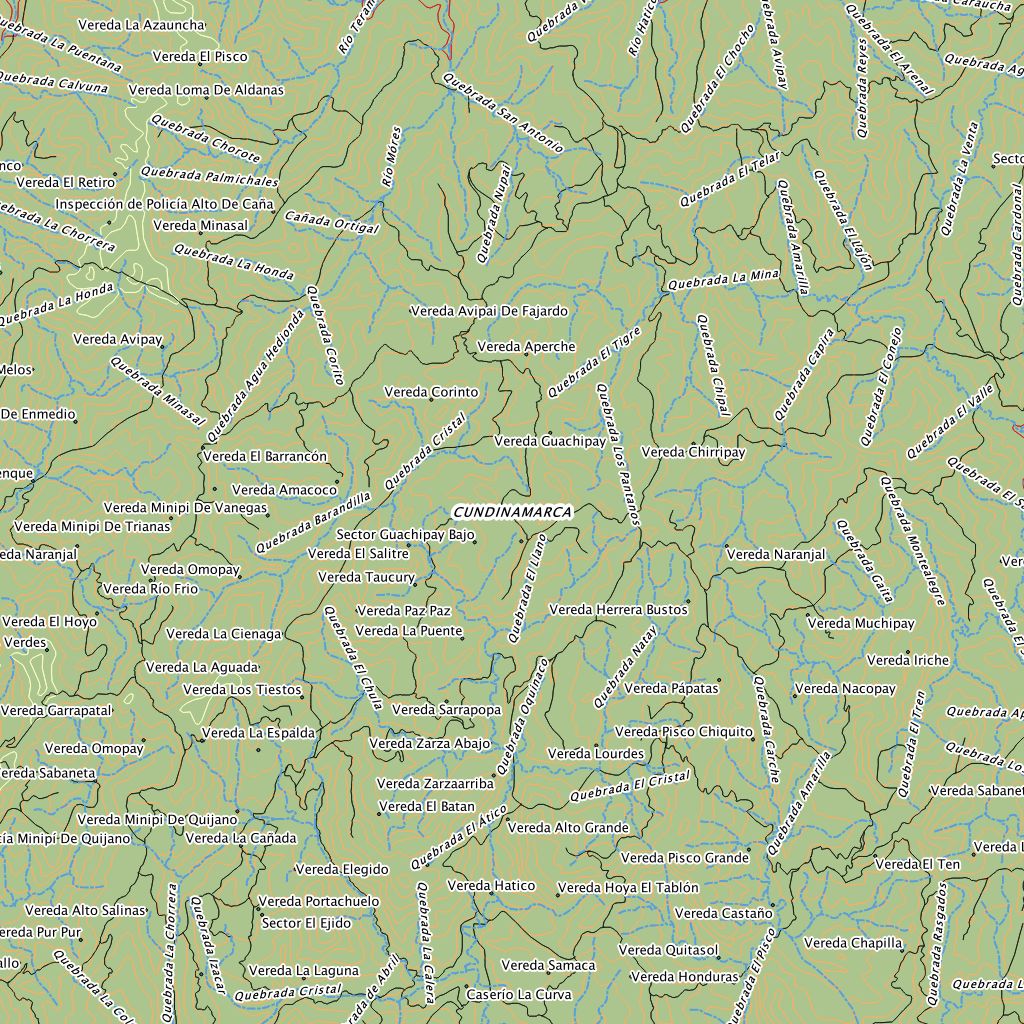 Vereda La Azauncha
Río Hatico
Quebrada El Chocho
Quebrada Avipay
Quebrada Reyes
Quebrada El Arenal
Quebrada La Puentana
Vereda El Pisco
Quebrada Calvuna
Vereda Loma De Aldanas
Quebrada San Antonio
Quebrada Chorote
Río Móres
Quebrada La Venta
Quebrada El Telar
Quebrada Palmichales
Vereda El Retiro
Quebrada Nupal
Quebrada Amarilla
Quebrada El Lajón
Quebrada Cardonal
Inspección de Policía Alto De Caña
Cañada Ortigal
Vereda Minasal
Quebrada La Chorrera
Quebrada La Honda
Quebrada La Mina
Quebrada La Honda
Vereda Avipai De Fajardo
Quebrada Corito
Quebrada Agua Hedionda
Vereda Avipay
Vereda Aperche
Quebrada El Tigre
Quebrada Chipal
Quebrada Capira
Quebrada El Conejo
Quebrada Minasal
Vereda Corinto
Quebrada El Valle
De Enmedio
Quebrada Cristal
Quebrada Los Pantanos
Vereda Guachipay
Vereda Chirripay
Vereda El Barrancón
Vereda Amacoco
Quebrada Barandilla
Vereda Minipi De Vanegas
CUNDINAMARCA
Vereda Minipi De Trianas
Quebrada Montealegre
Sector Guachipay Bajo
Vereda El Salitre
Vereda Naranjal
Quebrada Gaita
Quebrada El Llano
Vereda Omopay
Vereda Taucury
Vereda Río Frio
Vereda Paz Paz
Vereda Herrera Bustos
Vereda El Hoyo
Vereda Muchipay
Vereda La Cienaga
Vereda La Puente
Verdes
Quebrada El Chula
Quebrada Natay
Vereda Iriche
Vereda La Aguada
Vereda Los Tiestos
Vereda Pápatas
Vereda Nacopay
Vereda Garrapatal
Vereda Sarrapopa
Quebrada Oquinaco
Quebrada Carche
Quebrada El Tren
Vereda La Espalda
Vereda Pisco Chiquito
Vereda Omopay
Vereda Zarza Abajo
Vereda Lourdes
Vereda Zarzaarriba
Quebrada El Cristal
Quebrada Amarilla
Vereda El Batan
Vereda Minipi De Quijano
Quebrada El Ático
Vereda Alto Grande
Vereda La Cañada
Vereda Pisco Grande
Vereda El Ten
Vereda Elegido
Vereda Hatico
Vereda Hoya El Tablón
Vereda Portachuelo
Vereda Alto Salinas
Vereda Castaño
Sector El Ejido
Quebrada La Chorrera
Quebrada Izacar
Quebrada La Calera
Quebrada El Pisco
Quebrada Rasgados
Vereda Chapilla
Vereda Quitasol
Vereda La Laguna
Vereda Samaca
Vereda Honduras
Quebrada Cristal
Caserío La Curva